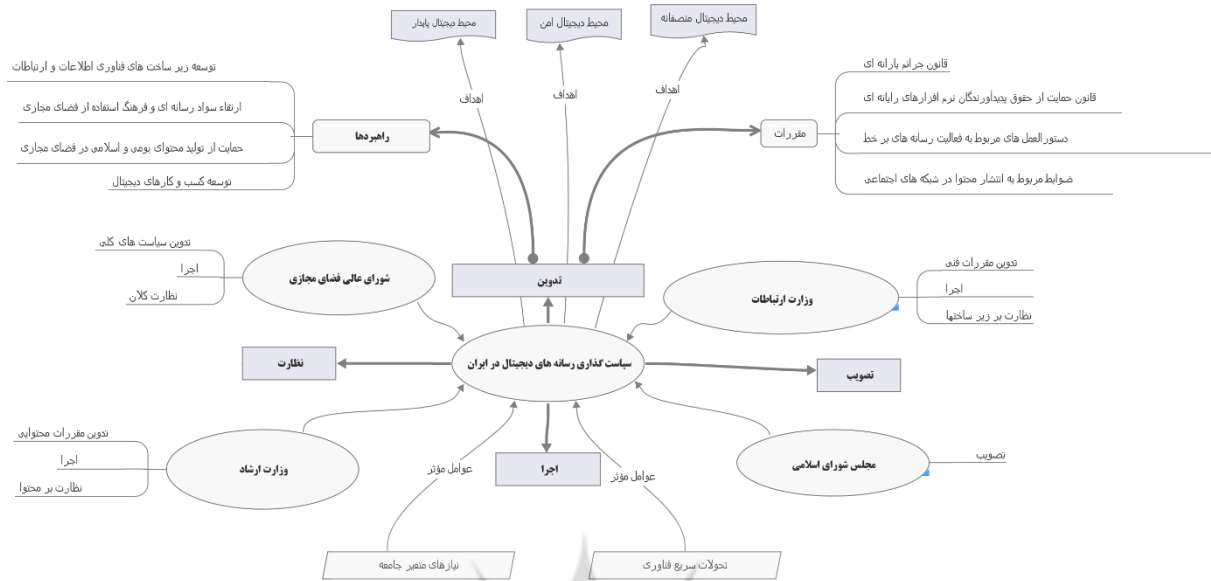 محیط دیجیتال منصفانه
محیط دیجیتال امن
محیط دیجیتال پایدار
اهداف
اهداف
اهداف
قانون جرائم یارانه ای
قانون حمایت از حقوق پدیدآورندگان نرم افزارهای رایانه ای
دستورالعمل های مربوط به فعالیت رسانه های بر خط
ضوابط مربوط به انتشار محتوا در شبکه های اجتماعی
مقررات
راهبردها
توسعه زیر ساخت های فناوری اطلاعات و ارتباطات
ارتقاء سواد رسانه ای و فرهنگ استفاده از فضای مجازی
حمایت از تولید محتوای بومی و اسلامی در فضای مجازی
توسعه کسب و کارهای دیجیتال
تدوین
وزارت ارتباطات
تدوین مقررات فنی
اجرا
نظارت بر زیر ساختها
شورای عالی فضای مجازی
تدوین سیاست های کلی
اجرا
نظارت کلان
سیاست گذاری رسانه های دیجیتال در ایران
تصویب
نظارت
اجرا
مجلس شورای اسلامی
تصویب
وزارت ارشاد
تدوین مقررات محتوایی
اجرا
نظارت بر محتوا
عوامل مؤثر
عوامل مؤثر
تحولات سریع فناوری
نیازهای متغیر جامعه